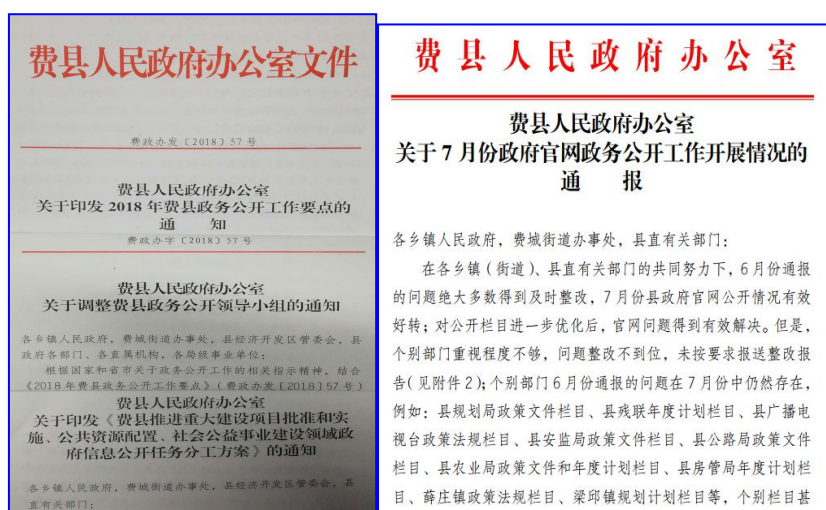 费县人民政府办公室文件
费政办发〔2018〕57号
费县人民政府办公室
关于印发2018年费县政务公开工作要点的
通 知
费政办字〔2018〕57号
费县人民政府办公室
关于调整费县政务公开领导小组的通知
各乡镇人民政府，费城街道办事处，县经济开发区管委会，县
政府各部门、各直属机构，各局级事业单位：
根据国家和省市关于政务公开工作的相关指示精神，结合
《2018年费县政务公开工作要点》（费政办发〔2018〕57号）
费县人民政府办公室
关于印发《费县推进重大建设项目批准和实
施、公共资源配置、社会公益事业建设领域政
府信息公开任务分工方案》的通知
各乡镇人民政府，费城街道办事处，县经济开发区管委会，县
直有关部门：
费县人民政府办公室
费县人民政府办公室
关于7月份政府官网政务公开工作开展情况的
通 报
各乡镇人民政府，费城街道办事处，县直有关部门：
在各乡镇（街道）、县直有关部门的共同努力下，6月份通报
的问题绝大多数得到及时整改，7月份县政府官网公开情况有效
好转；对公开栏目进一步优化后，官网问题得到有效解决。但是，
个别部门重视程度不够，问题整改不到位，未按要求报送整改报
告（见附件2）；个别部门6月份通报的问题在7月份中仍然存在，
例如：县规划局政策文件栏目、县残联年度计划栏目、县广播电
视台政策法规栏目、县安监局政策文件栏目、县公路局政策文件
栏目、县农业局政策文件和年度计划栏目、县房管局年度计划栏
目、薛庄镇政策法规栏目、梁邱镇规划计划栏目等，个别栏目甚